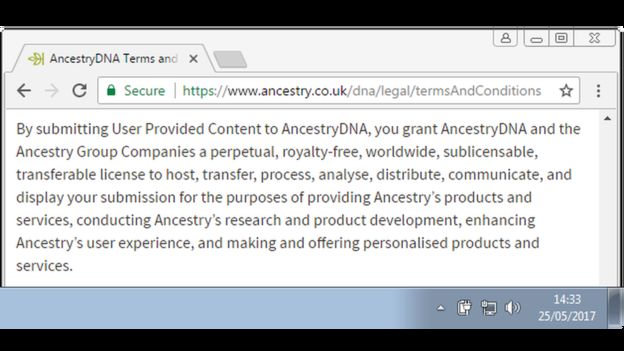 AncestryDNA Terms and
Secure https://www.ancestry.co.uk/dna/legal/termsAndConditions
By submitting User Provided Content to AncestryDNA, you grant AncestryDNA and the
Ancestry Group Companies a perpetual, royalty-free, worldwide, sublicensable,
transferable license to host, transfer, process, analyse, distribute, communicate, and
display your submission for the purposes of providing Ancestry’s products and
services, conducting Ancestry’s research and product development, enhancing
Ancestry’s user experience, and making and offering personalised products and
services.
14:33
25/05/2017